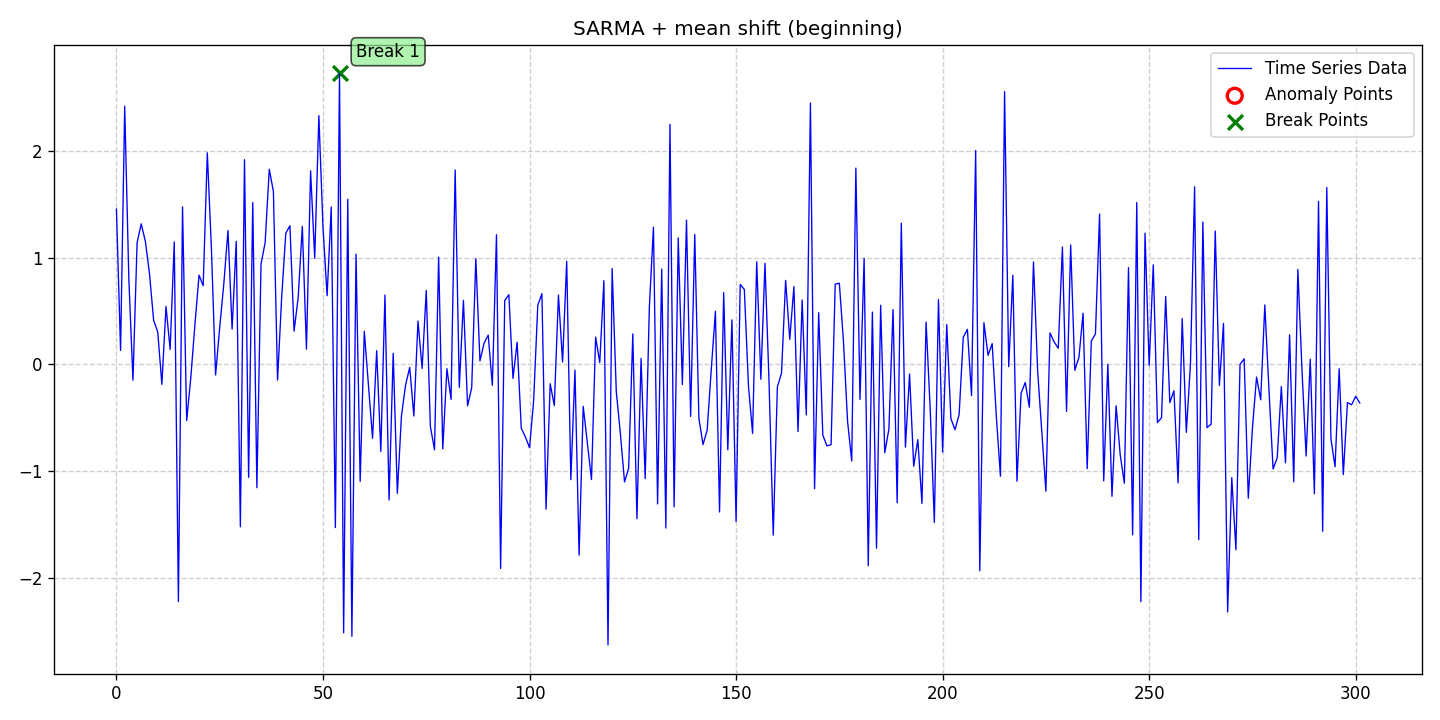 SARMA + mean shift (beginning)
Break 1
Time Series Data
Anomaly Points
Break Points
2
1
0
−1
−2
0
50
100
150
200
250
300